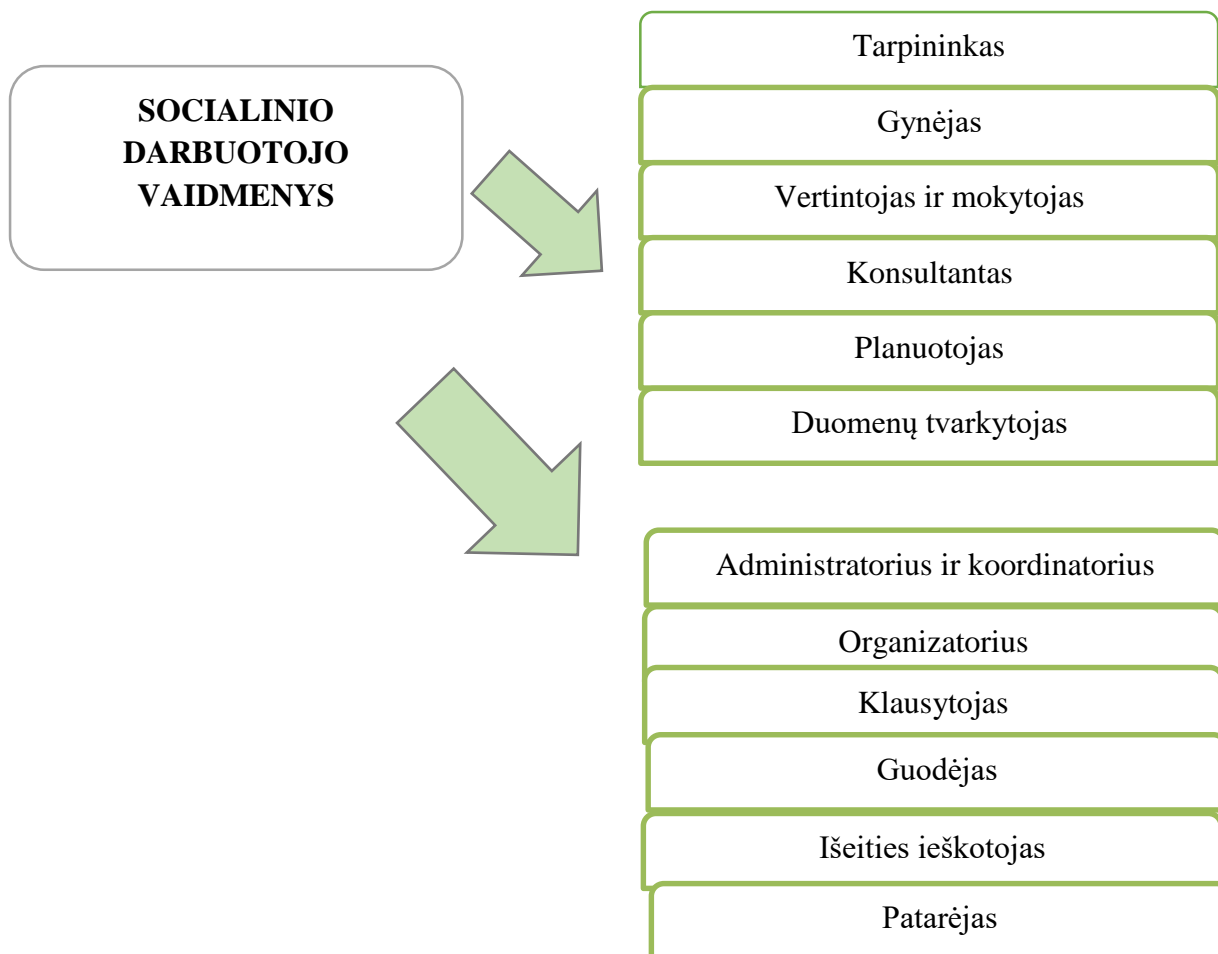 SOCIALINIO
DARBUOTOJO
VAIDMENYS
Tarpininkas
Gynėjas
Vertintojas ir mokytojas
Konsultantas
Planuotojas
Duomenų tvarkytojas
Administratorius ir koordinatorius
Organizatorius
Klausytojas
Guodėjas
Išeities ieškotojas
Patarėjas